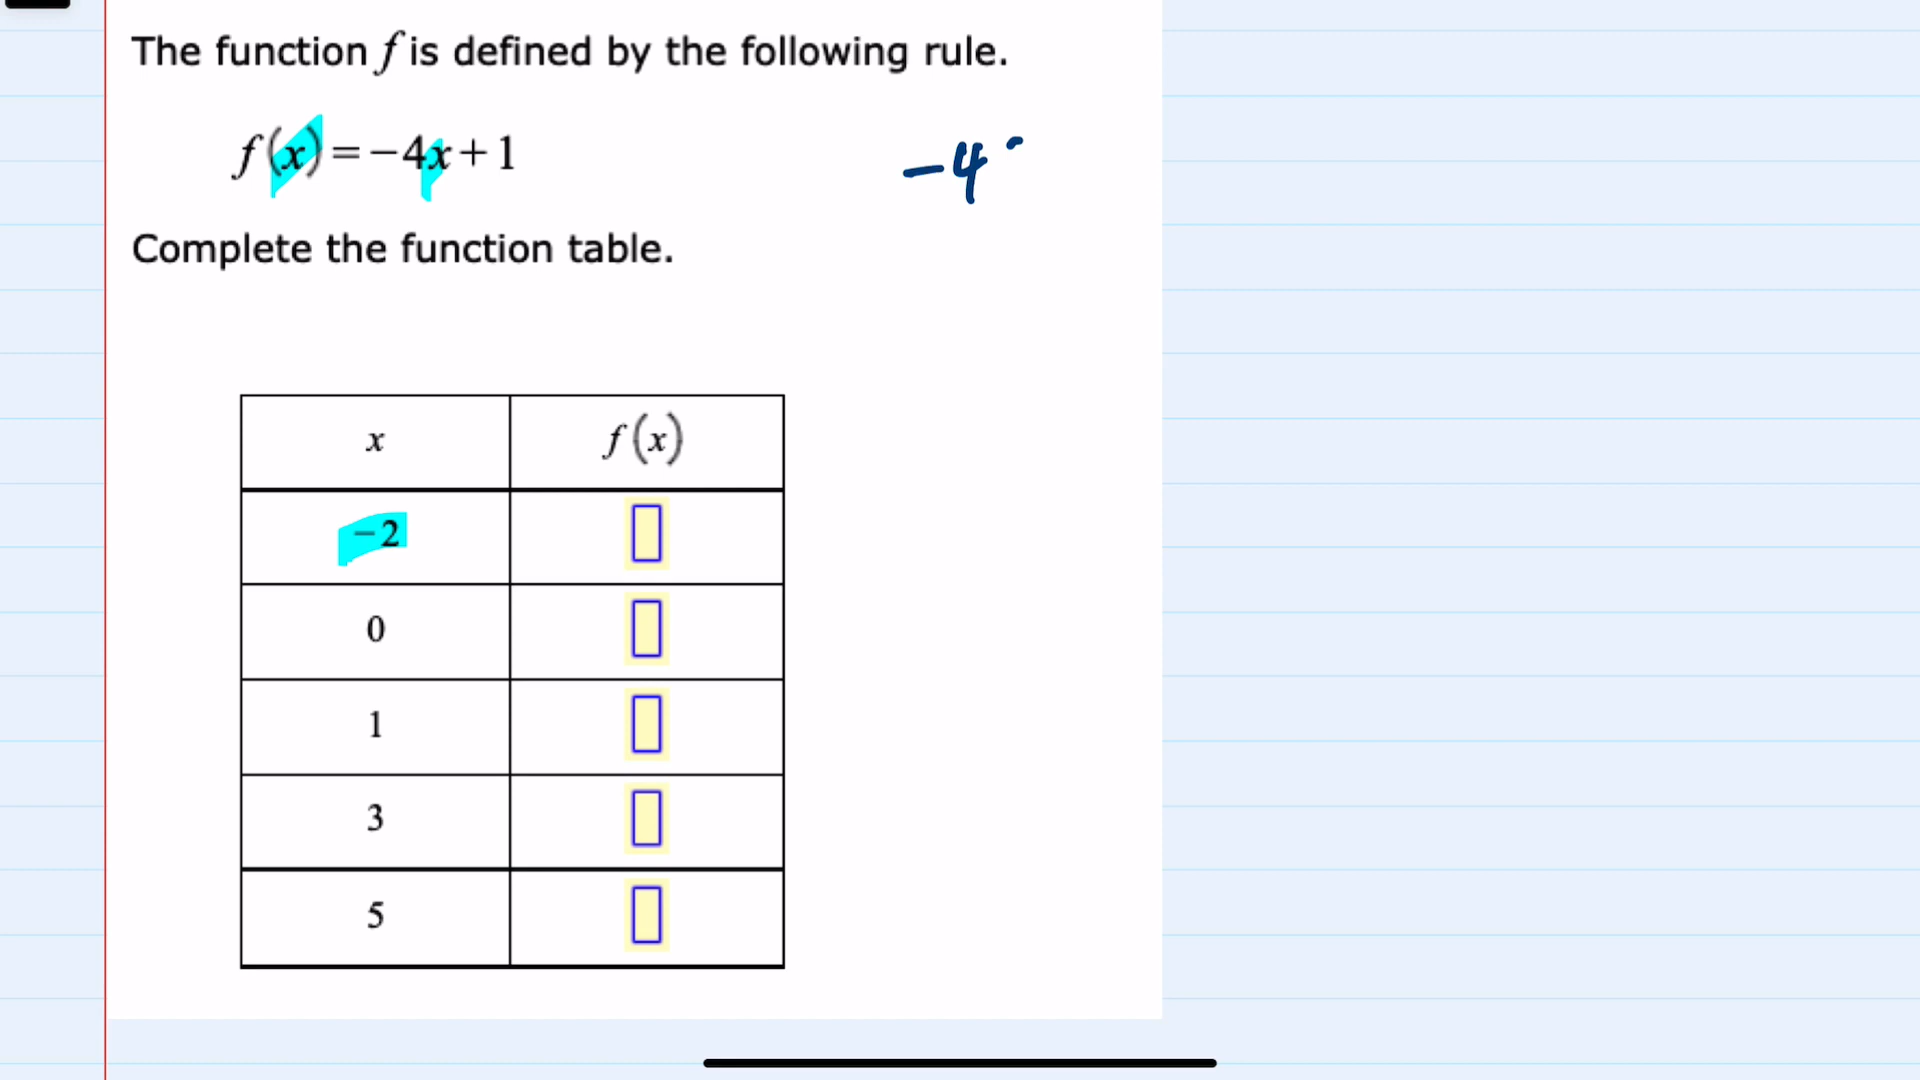 The function f is defined by the following rule.
f(x)=−4x+1
−4
Complete the function table.
x f(x)
−2
0
1
3
5